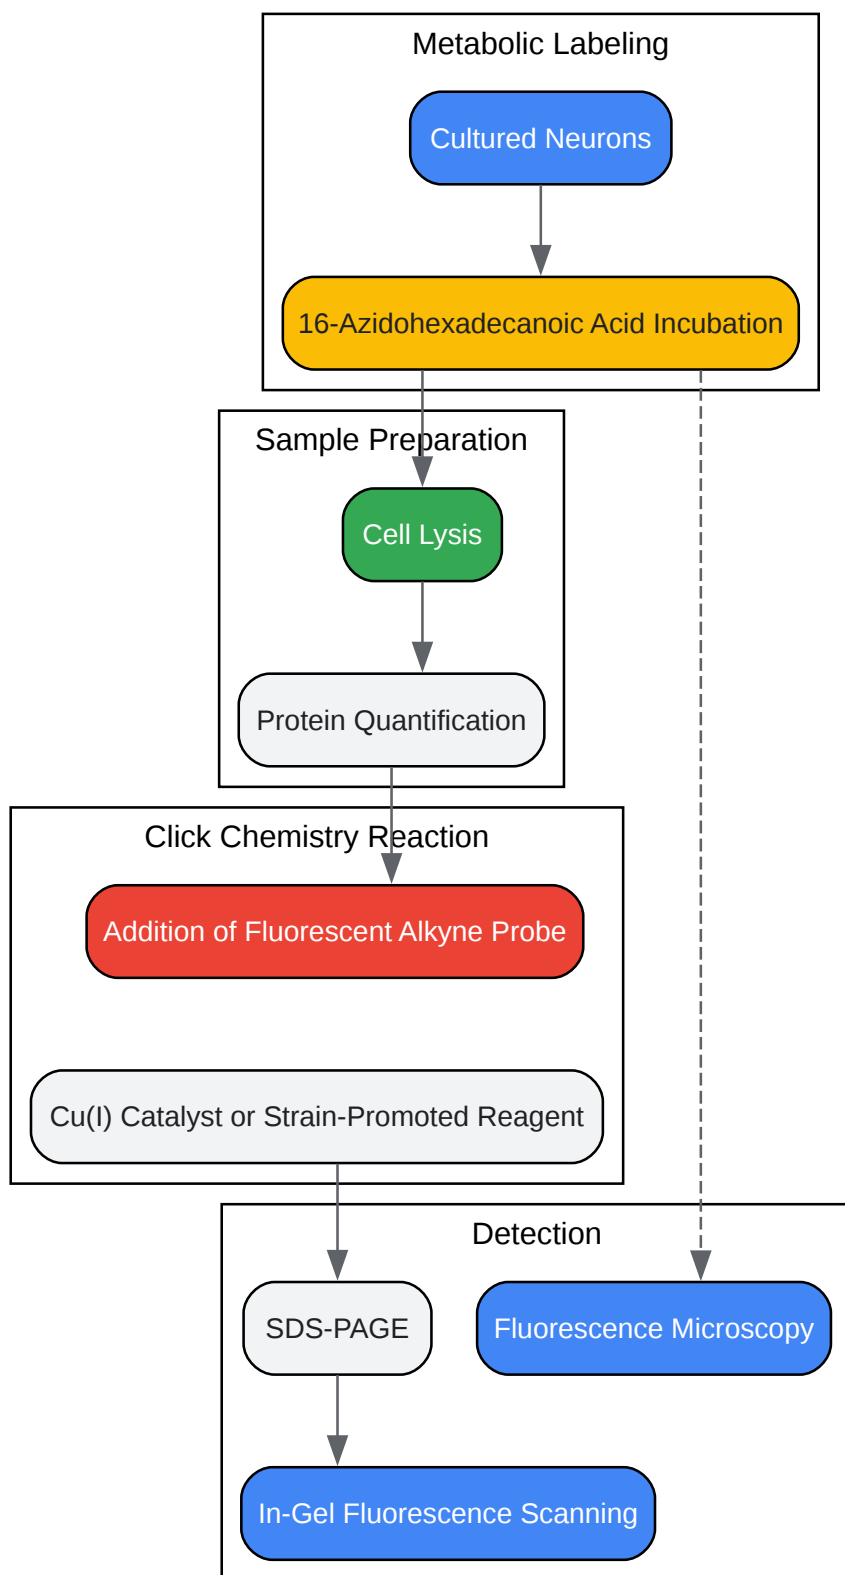 Metabolic Labeling
Cultured Neurons
16-Azidohexadecanoic Acid Incubation
Sample Preparation
Cell Lysis
Protein Quantification
Click Chemistry Reaction
Addition of Fluorescent Alkyne Probe
Cu(I) Catalyst or Strain-Promoted Reagent
Detection
SDS-PAGE
Fluorescence Microscopy
In-Gel Fluorescence Scanning